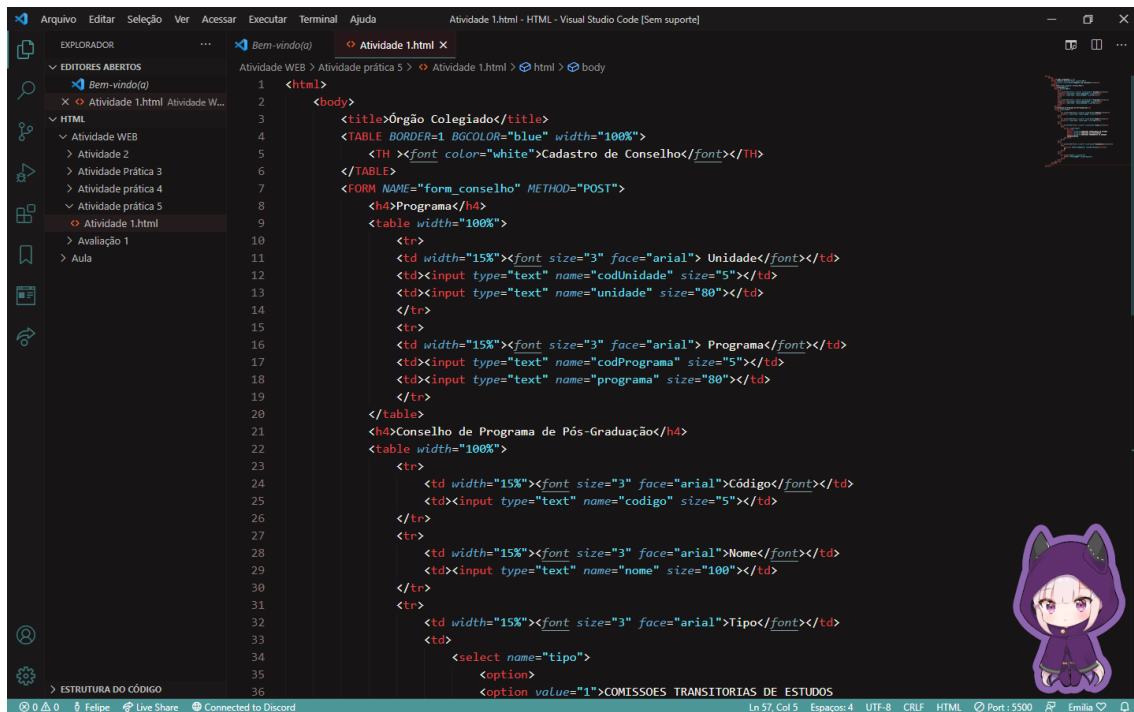 Arquivo Editar Seleção Ver Acessar Executar Terminal Ajuda
Atividade 1.html - HTML - Visual Studio Code [Sem suporte]
EXPLORADOR
EDITORES ABERTOS
Bem-vindo(a)
Atividade 1.html Atividade W...
HTML
Atividade WEB
Atividade 2
Atividade Prática 3
Atividade prática 4
Atividade prática 5
Atividade 1.html
Avaliação 1
Aula
ESTRUTURA DO CÓDIGO
Bem-vindo(a) Atividade 1.html
Atividade WEB > Atividade prática 5 > Atividade 1.html > html > body
1 <html>
2 <body>
3 <title>Órgão Colegiado</title>
4 <TABLE BORDER=1 BGCOLOR="blue" width="100%">
5 <TH ><font color="white">Cadastro de Conselho</font></TH>
6 </TABLE>
7 <FORM NAME="form_conselho" METHOD="POST">
8 <h4>Programa</h4>
9 <table width="100%">
10 <tr>
11 <td width="15%"><font size="3" face="arial"> Unidade</font></td>
12 <td><input type="text" name="codUnidade" size="5"></td>
13 <td><input type="text" name="unidade" size="80"></td>
14 </tr>
15 <tr>
16 <td width="15%"><font size="3" face="arial"> Programa</font></td>
17 <td><input type="text" name="codPrograma" size="5"></td>
18 <td><input type="text" name="programa" size="80"></td>
19 </tr>
20 </table>
21 <h4>Conselho de Programa de Pós-Graduação</h4>
22 <table width="100%">
23 <tr>
24 <td width="15%"><font size="3" face="arial">Código</font></td>
25 <td><input type="text" name="codigo" size="5"></td>
26 </tr>
27 <tr>
28 <td width="15%"><font size="3" face="arial">Nome</font></td>
29 <td><input type="text" name="nome" size="100"></td>
30 </tr>
31 <tr>
32 <td width="15%"><font size="3" face="arial">Tipo</font></td>
33 <td>
34 <select name="tipo">
35 <option>
36 <option value="1">COMISSOES TRANSITORIAS DE ESTUDOS
0 0 Felipe Live Share Connected to Discord Ln 57, Col 5 Espaços: 4 UTF-8 CRLF HTML Port : 5500 Emilia